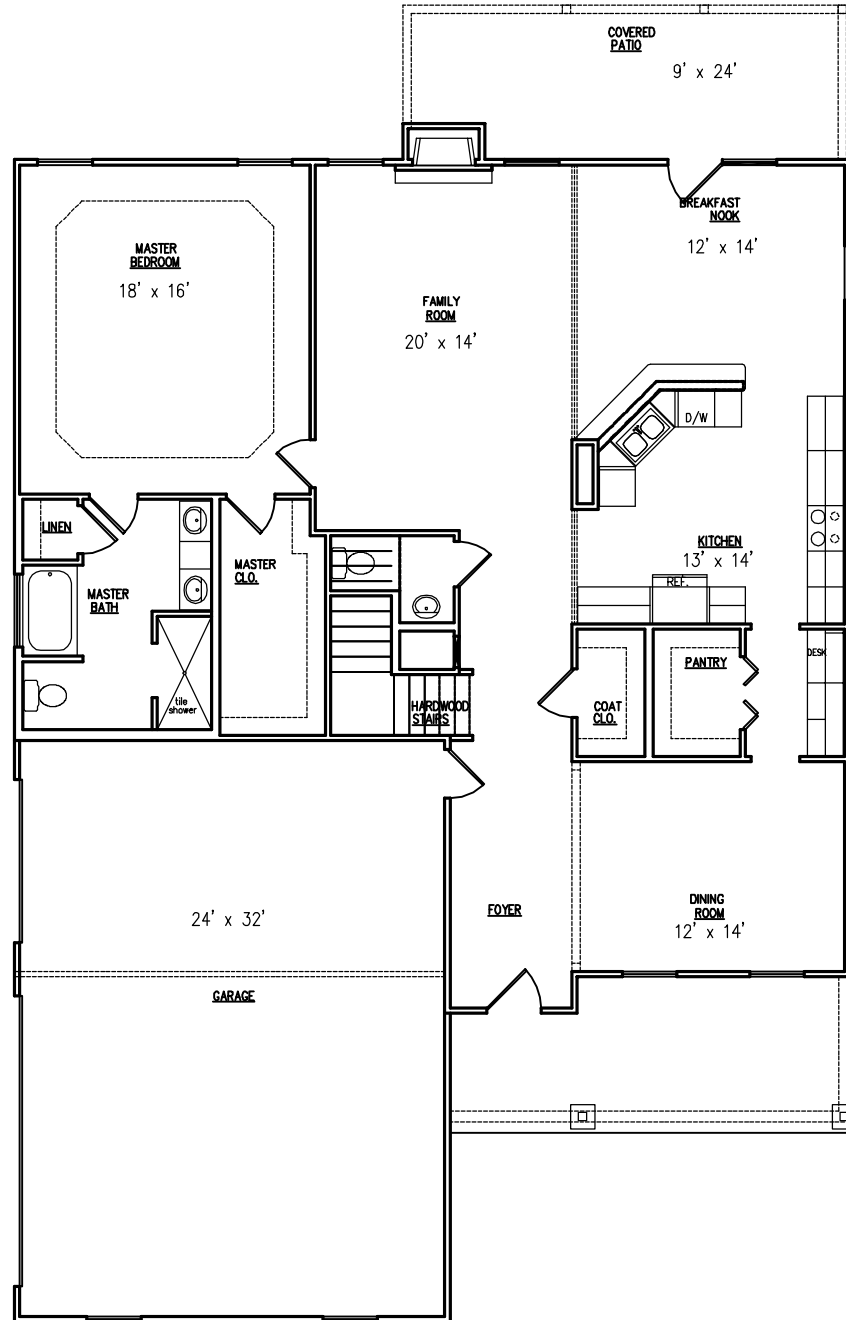 COVERED
PATIO
9' x 24'
BREAKFAST
NOOK
12' x 14'
MASTER
BEDROOM
18' x 16'
FAMILY
ROOM
20' x 14'
D/W
LINEN
MASTER
CLO.
KITCHEN
13' x 14'
REF.
MASTER
BATH
DESK
PANTRY
tile
shower
HARDWOOD
STAIRS
COAT
CLO.
24' x 32'
GARAGE
FOYER
DINING
ROOM
12' x 14'